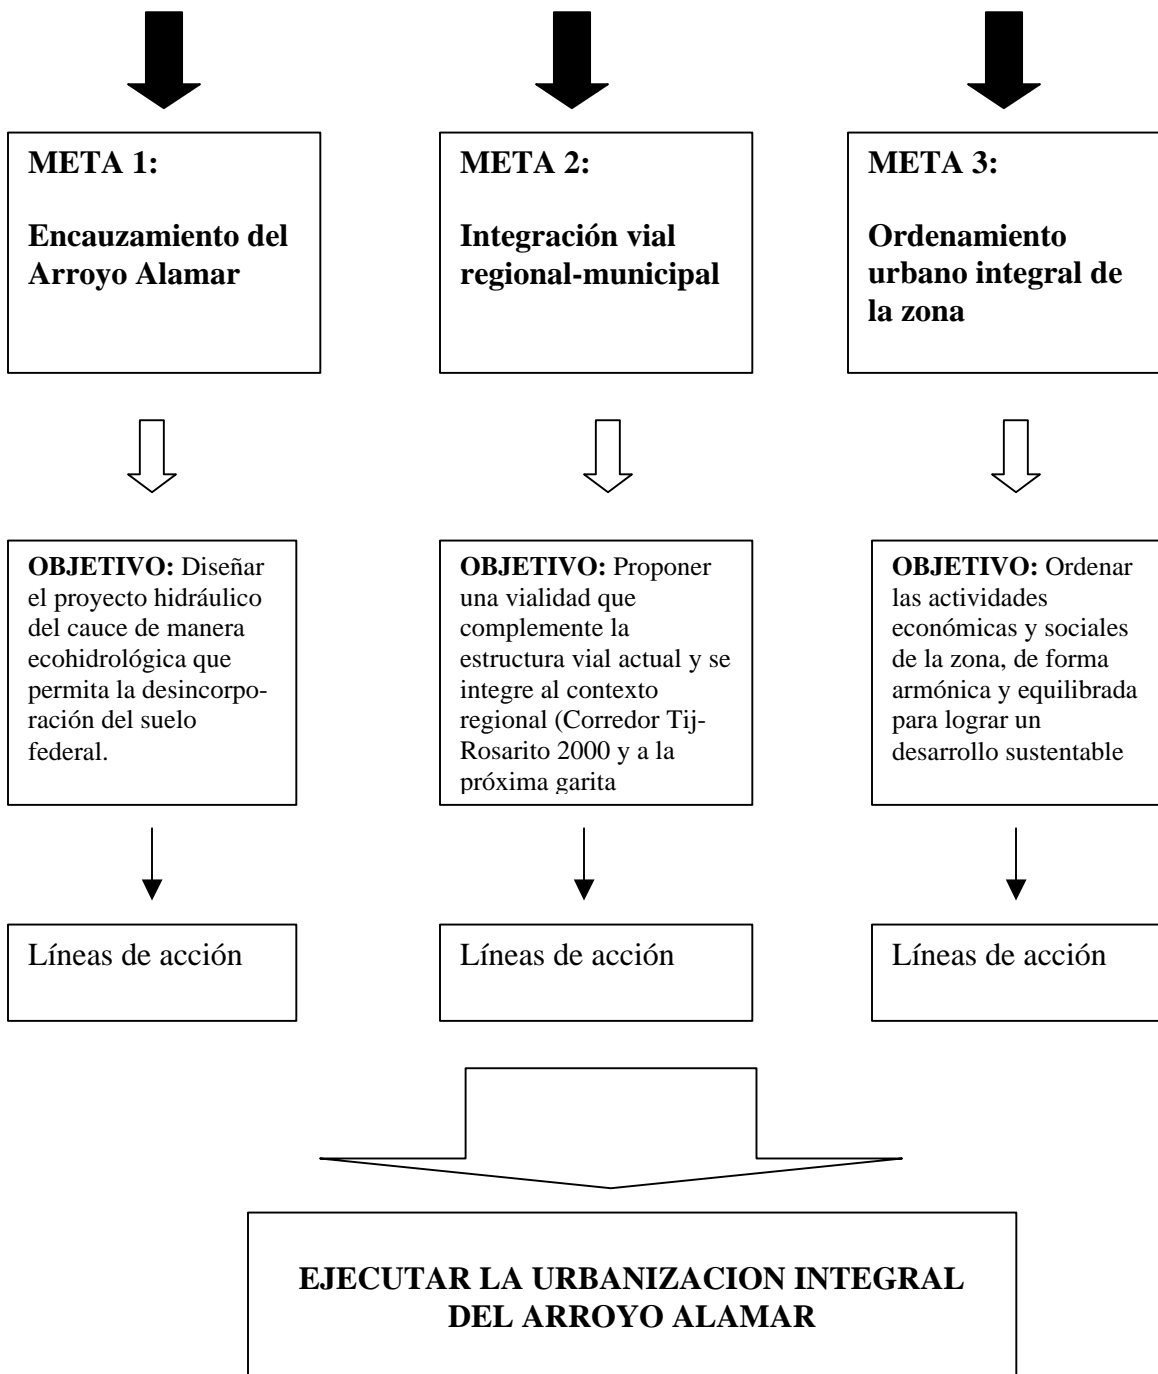 META 1:
Encauzamiento del
Arroyo Alamar
META 2:
Integración vial
regional-municipal
META 3:
Ordenamiento
urbano integral de
la zona
OBJETIVO: Diseñar
el proyecto hidráulico
del cauce de manera
ecohidrológica que
permita la desincorpo-
ración del suelo
federal.
OBJETIVO: Proponer
una vialidad que
complemente la
estructura vial actual y se
integre al contexto
regional (Corredor Tij-
Rosarito 2000 y a la
próxima garita
OBJETIVO: Ordenar
las actividades
económicas y sociales
de la zona, de forma
armónica y equilibrada
para lograr un
desarrollo sustentable
Líneas de acción
Líneas de acción
Líneas de acción
EJECUTAR LA URBANIZACION INTEGRAL
DEL ARROYO ALAMAR